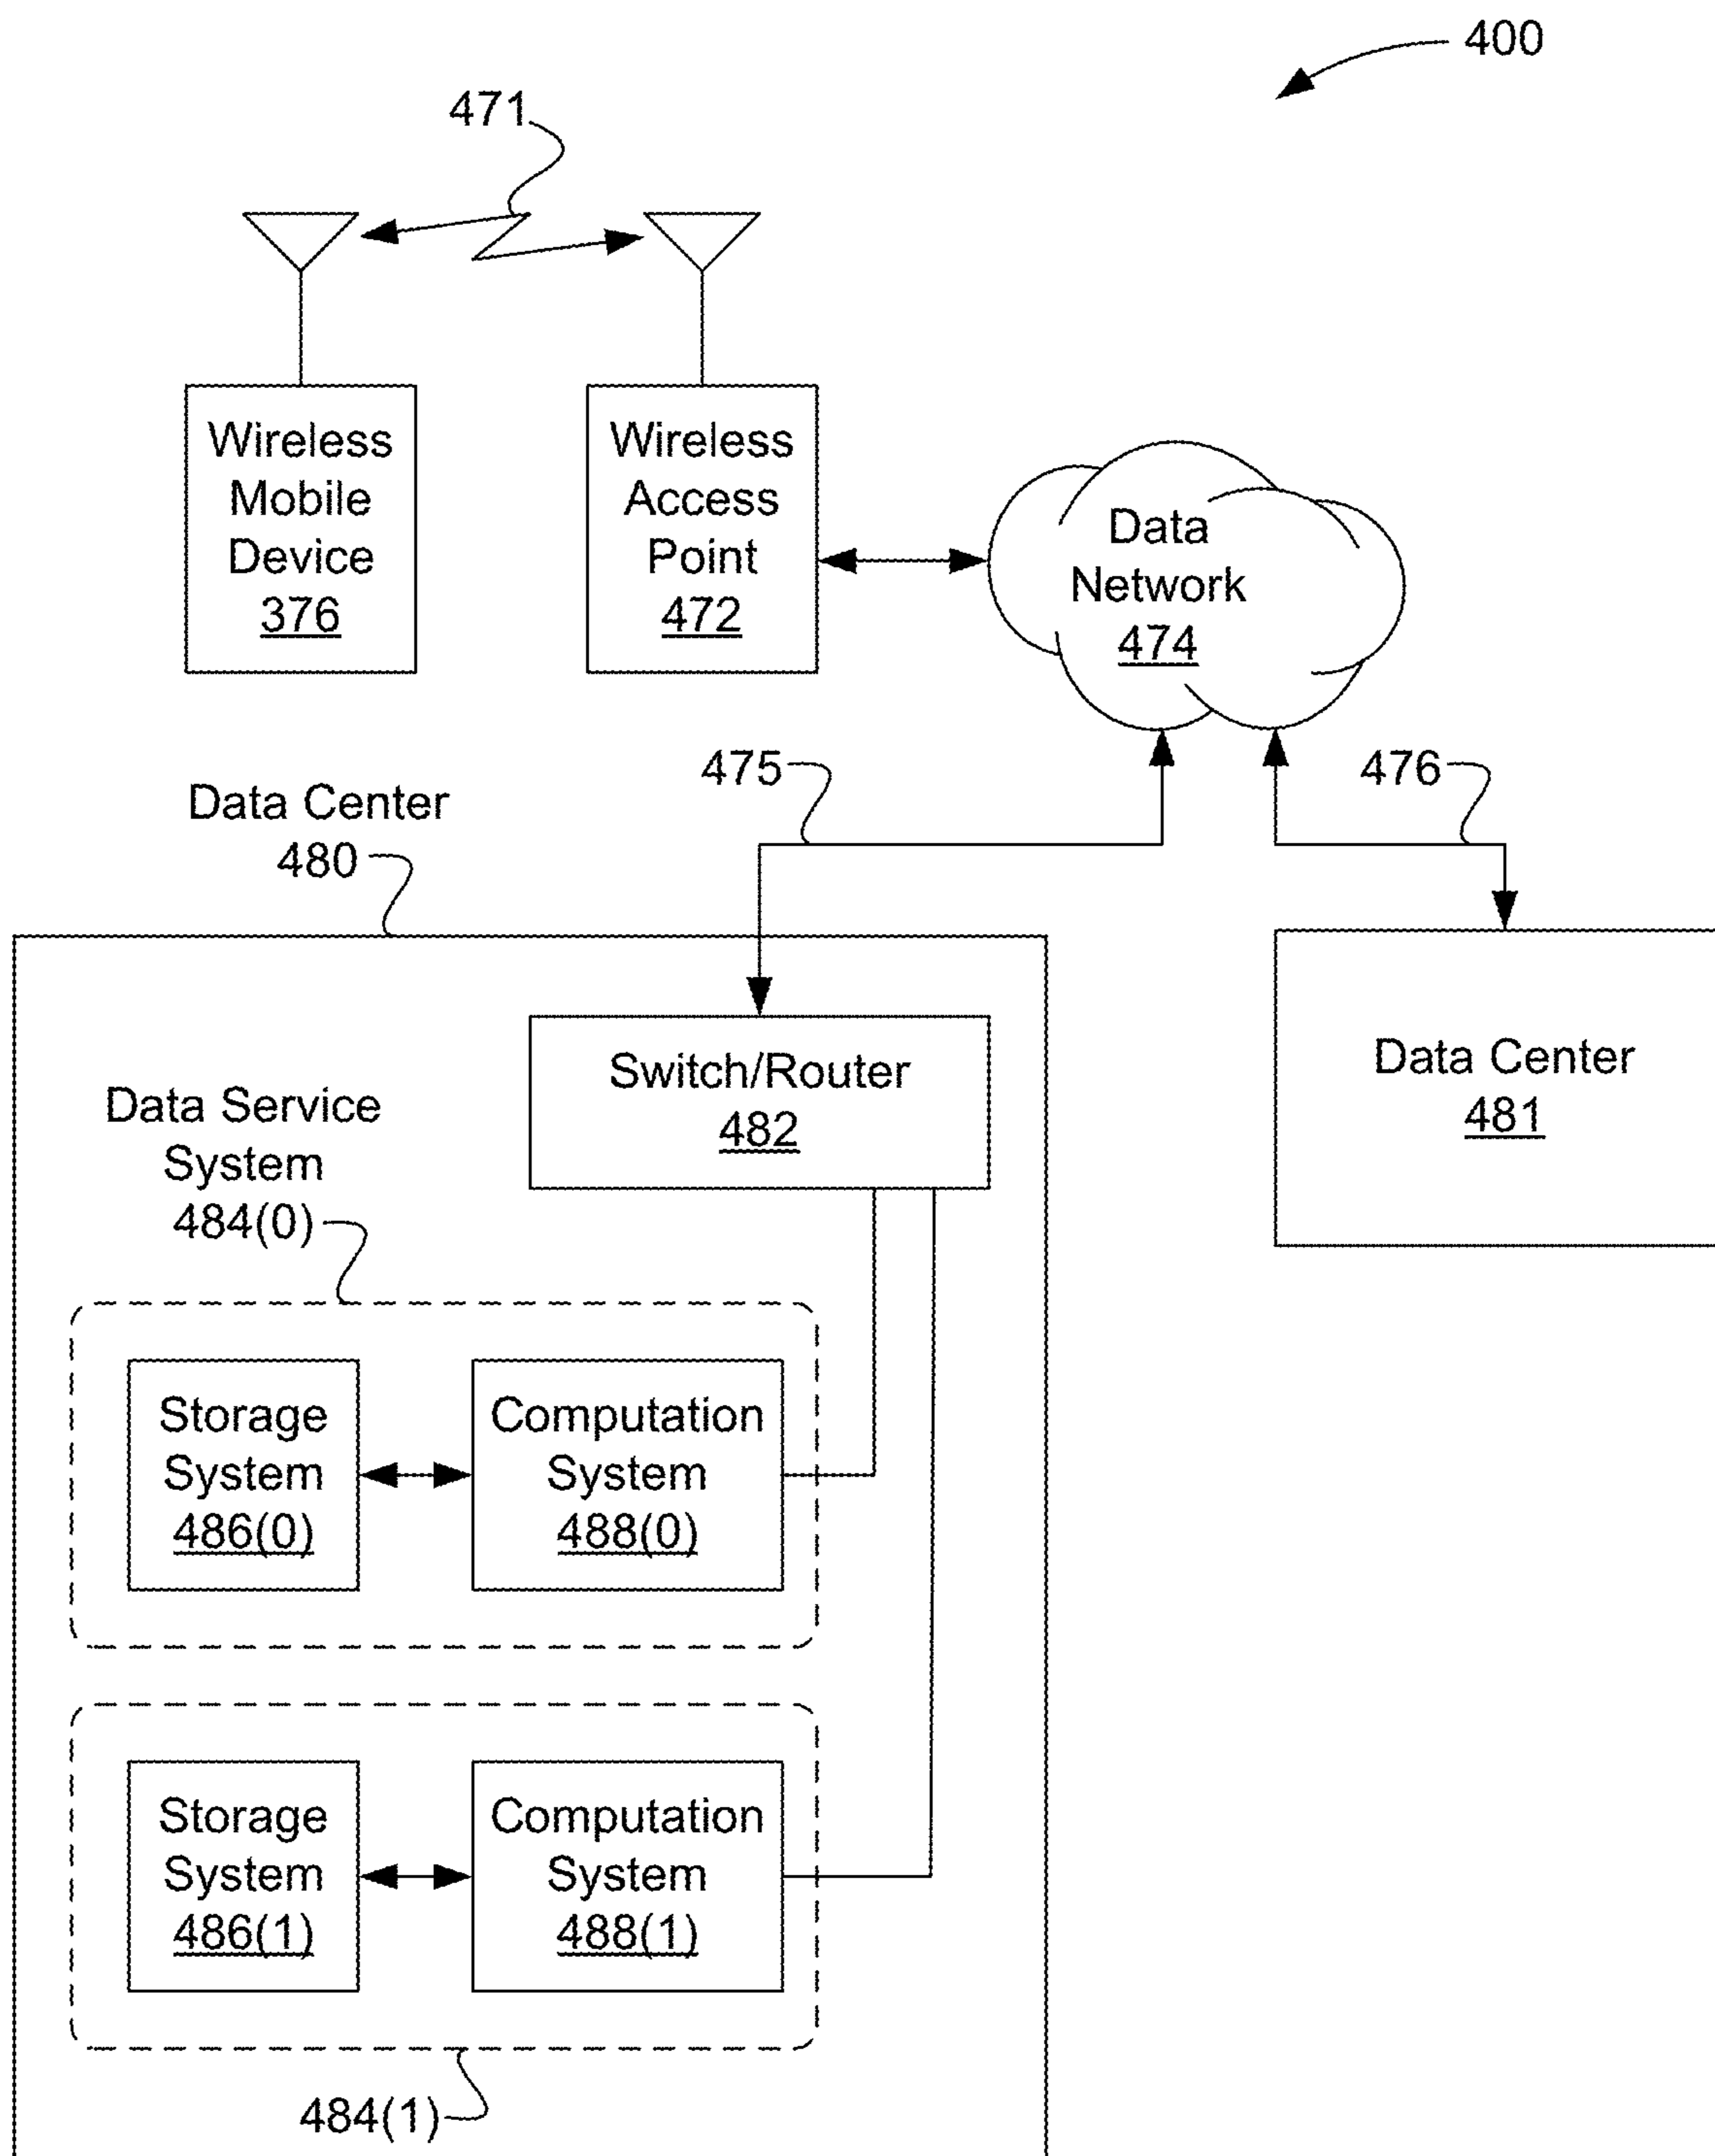 400
471
Wireless
Mobile
Device
376
Wireless
Access
Point
472
Data
Network
474
475
476
Data Center
480
Switch/Router
482
Data Center
481
Data Service
System
484(0)
Storage
System
486(0)
Computation
System
488(0)
Storage
System
486(1)
Computation
System
488(1)
484(1)